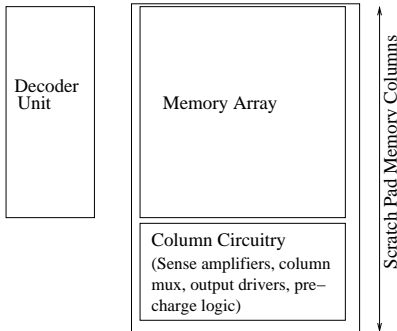 Decoder
Unit
Memory Array
Column Circuitry
(Sense amplifiers, column
mux, output drivers, pre−
charge logic)
Scratch Pad Memory Columns